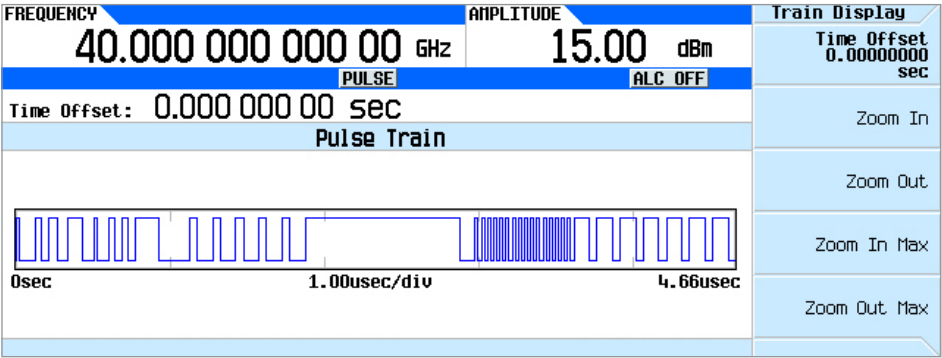 FREQUENCY
40.000 000 000 00 GHz
AMPLITUDE
15.00 dBm
PULSE
ALC OFF
Time Offset: 0.000 000 00 sec
Pulse Train
0sec
1.00usec/div
4.66usec
Train Display
Time Offset
0.00000000
sec
Zoom In
Zoom Out
Zoom In Max
Zoom Out Max